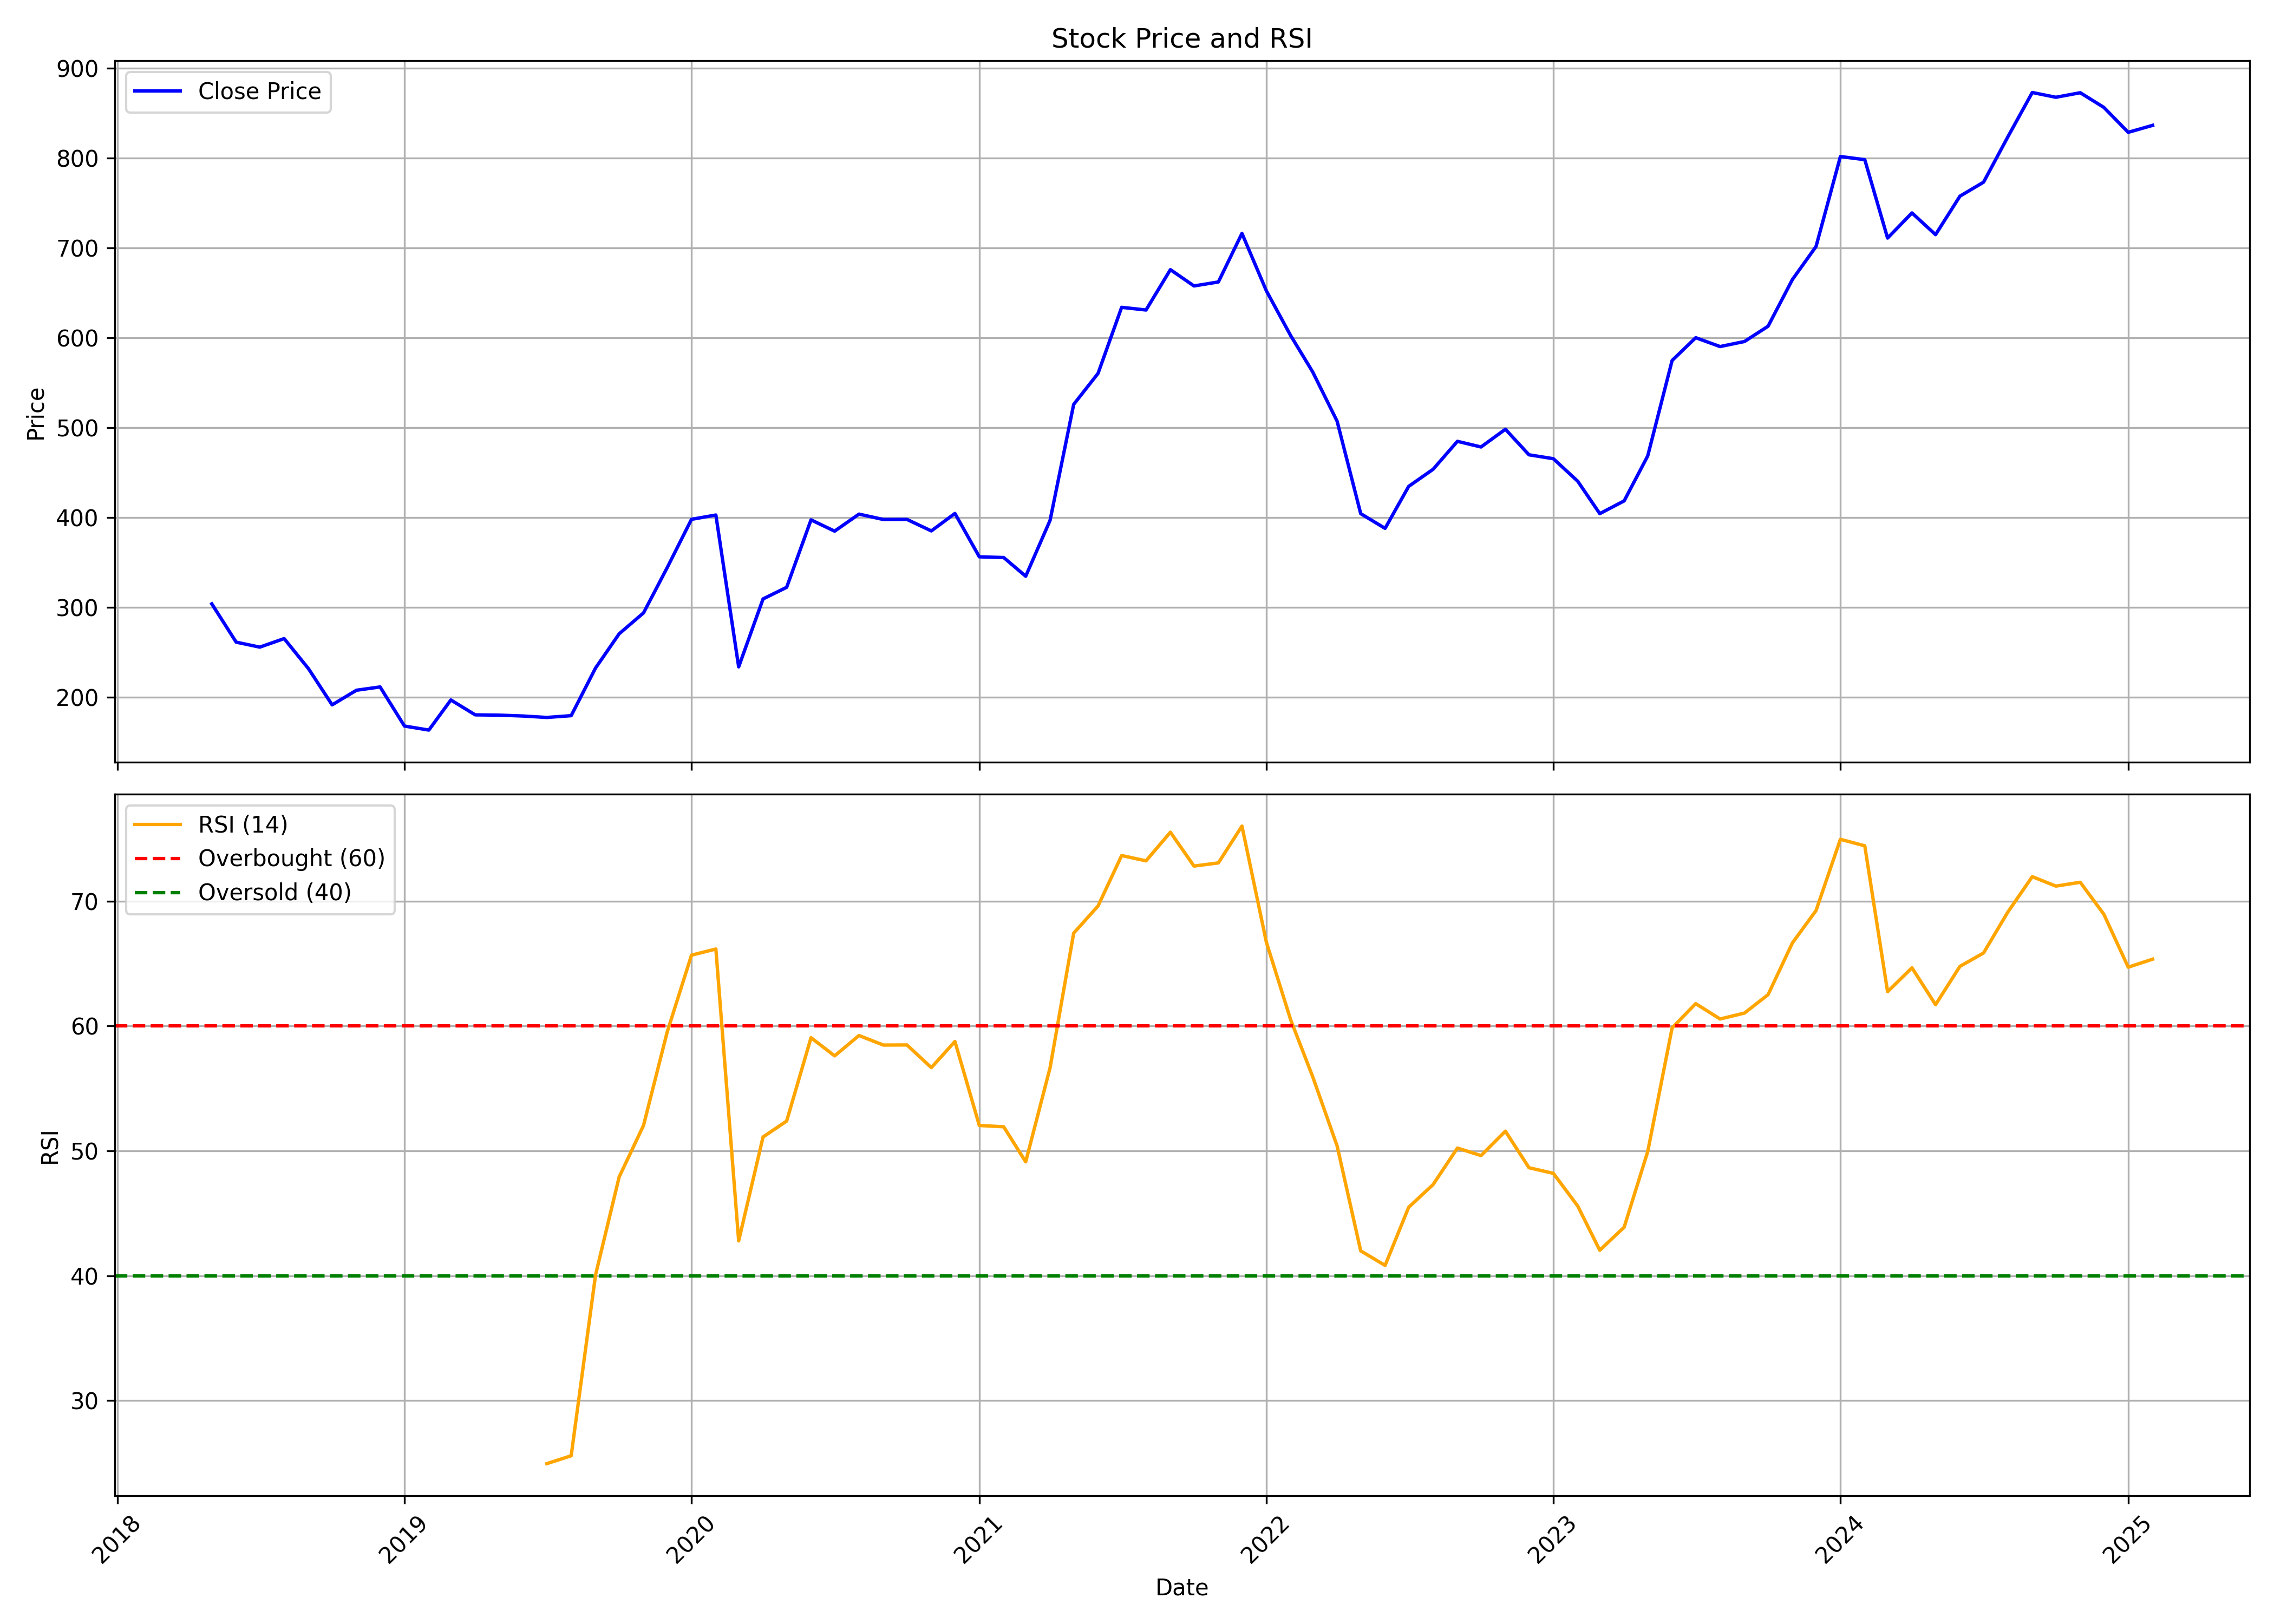 Stock Price and RSI
Close Price
900
800
700
600
500
400
300
200
Price
RSI (14)
Overbought (60)
Oversold (40)
70
60
50
40
30
RSI
2018
2019
2020
2021
2022
2023
2024
2025
Date